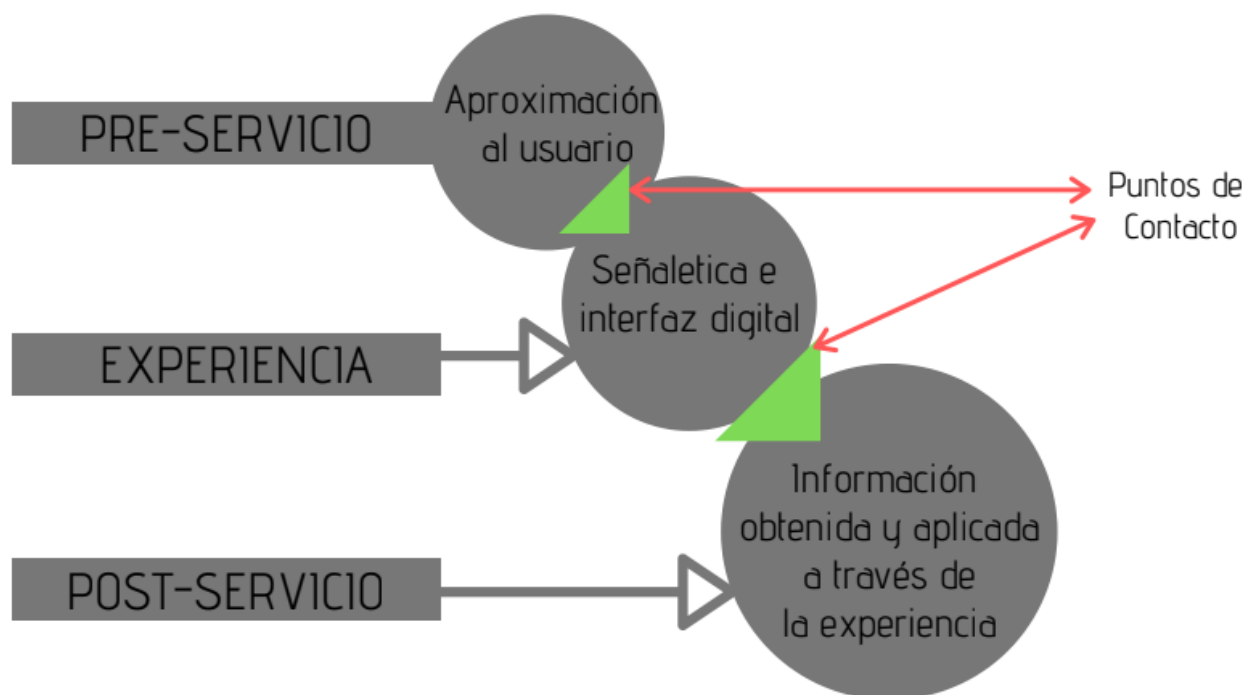 PRE-SERVICIO
Aproximación
al usuario
Puntos de
Contacto
EXPERIENCIA
Señaletica e
interfaz digital
POST-SERVICIO
Información
obtenida y aplicada
a través de
la experiencia